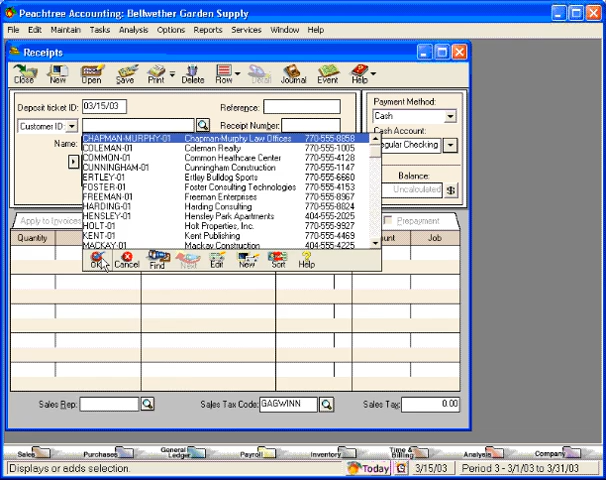 Peachtree Accounting: Bellwether Garden Supply
File Edit Maintain Tasks Analysis Options Reports Services Window Help
Receipts
Close New Open Save Print Delete Row Detail Journal Event Help
Deposit ticket ID: 03/15/03 Reference: Payment Method:
Cash
Customer ID: Receipt Number: Cash Account:
Name: CHAPMAN-MURPHY-01 Chapman-Murphy Law Offices 770-555-8858
COLEMAN-01 Coleman Realty 770-555-1005
egular Checking
COMMON-01 Common Heathcare Center 770-555-4128
CUNNINGHAM-01 Cunningham Construction 770-555-1147
ERTLEY-01 Ertley Bulldog Sports 770-555-6660
Balance:
FOSTER-01 Foster Consulting Technologies 770-555-4153
Uncalculated
FREEMAN-01 Freeman Enterprises 770-555-8967
HARDING-01 Harding Consulting 770-555-8824
HENSLEY-01 Hensley Park Apartments 404-555-2025
Apply to Invoices Prepayment
HOLT-01 Holt Properties, Inc. 770-555-9927
KENT-01 Kent Publishing 770-555-4469
Quantity unt Job
MACKAY-01 Mackay Construction 404-555-4225
OK Cancel Find Next Edit New Sort Help
Sales Rep: Sales Tax Code: GAGWINN Sales Tax: 0.00
Sales Purchases General Ledger Payroll Inventory Time & Billing Analysis Company
Displays or adds selection. Today 3/15/03 Period 3 - 3/1/03 to 3/31/03